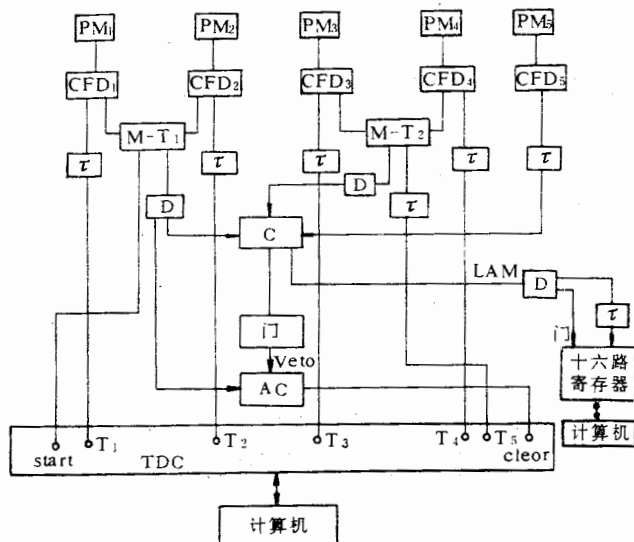 PM₁ PM₂ PM₃ PM₄ PM₅
CFD₁ CFD₂ CFD₃ CFD₄ CFD₅
M-T₁ M-T₂
τ τ τ τ τ
D D τ
C
LAM D
门 门 τ
Veto
AC
十六路
寄存器
计算机
T₁ T₂ T₃ T₄ T₅
start TDC cleor
计算机